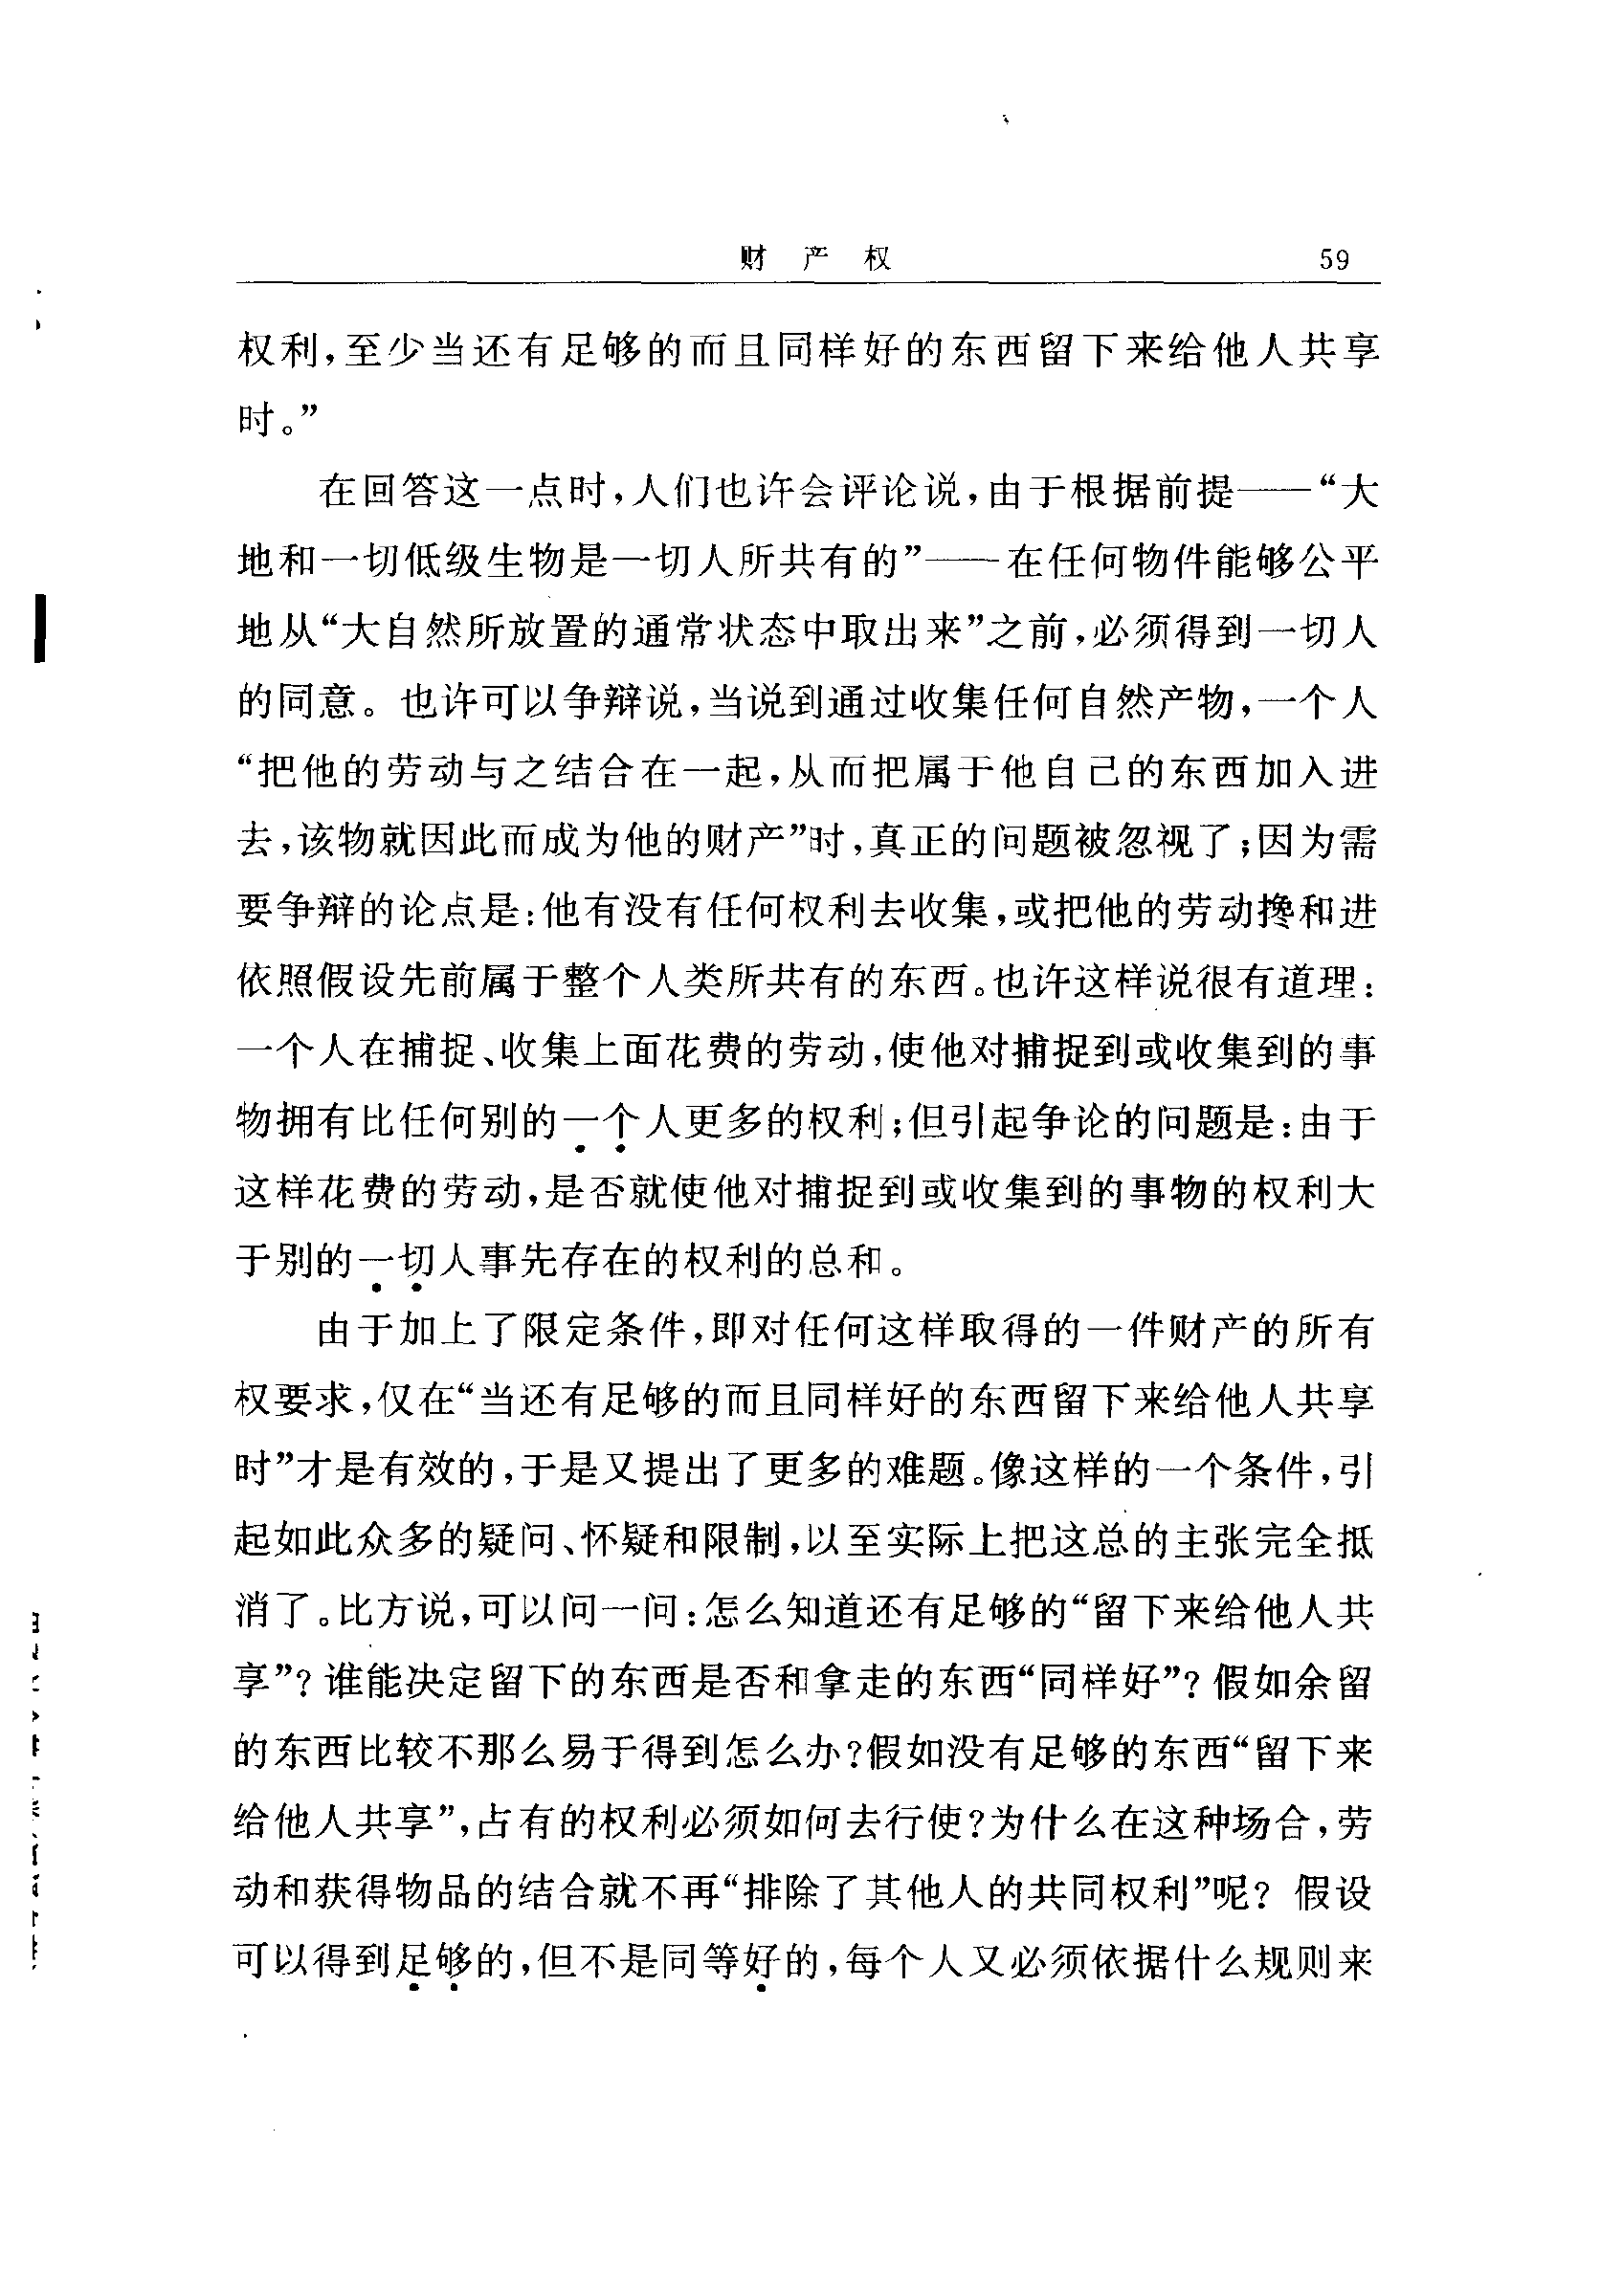 财产权 59
权利,至少当还有足够的而且同样好的东西留下来给他人共享
时。”
在回答这一点时,人们也许会评论说,由于根据前提——“大
地和一切低级生物是一切人所共有的”——在任何物件能够公平
地从“大自然所放置的通常状态中取出来”之前,必须得到一切人
的同意。也许可以争辩说,当说到通过收集任何自然产物,一个人
“把他的劳动与之结合在一起,从而把属于他自己的东西加入进
去,该物就因此而成为他的财产”时,真正的问题被忽视了;因为需
要争辩的论点是:他有没有任何权利去收集,或把他的劳动搀和进
依照假设先前属于整个人类所共有的东西。也许这样说很有道理:
一个人在捕捉、收集上面花费的劳动,使他对捕捉到或收集到的事
物拥有比任何别的一个人更多的权利;但引起争论的问题是:由于
这样花费的劳动,是否就使他对捕捉到或收集到的事物的权利大
于别的一切人事先存在的权利的总和。
由于加上了限定条件,即对任何这样取得的一件财产的所有
权要求,仅在“当还有足够的而且同样好的东西留下来给他人共享
时”才是有效的,于是又提出了更多的难题。像这样的一个条件,引
起如此众多的疑问、怀疑和限制,以至实际上把这总的主张完全抵
消了。比方说,可以问一问:怎么知道还有足够的“留下来给他人共
享”?谁能决定留下的东西是否和拿走的东西“同样好”?假如余留
的东西比较不那么易于得到怎么办?假如没有足够的东西“留下来
给他人共享”,占有的权利必须如何去行使?为什么在这种场合,劳
动和获得物品的结合就不再“排除了其他人的共同权利”呢?假设
可以得到足够的,但不是同等好的,每个人又必须依据什么规则来